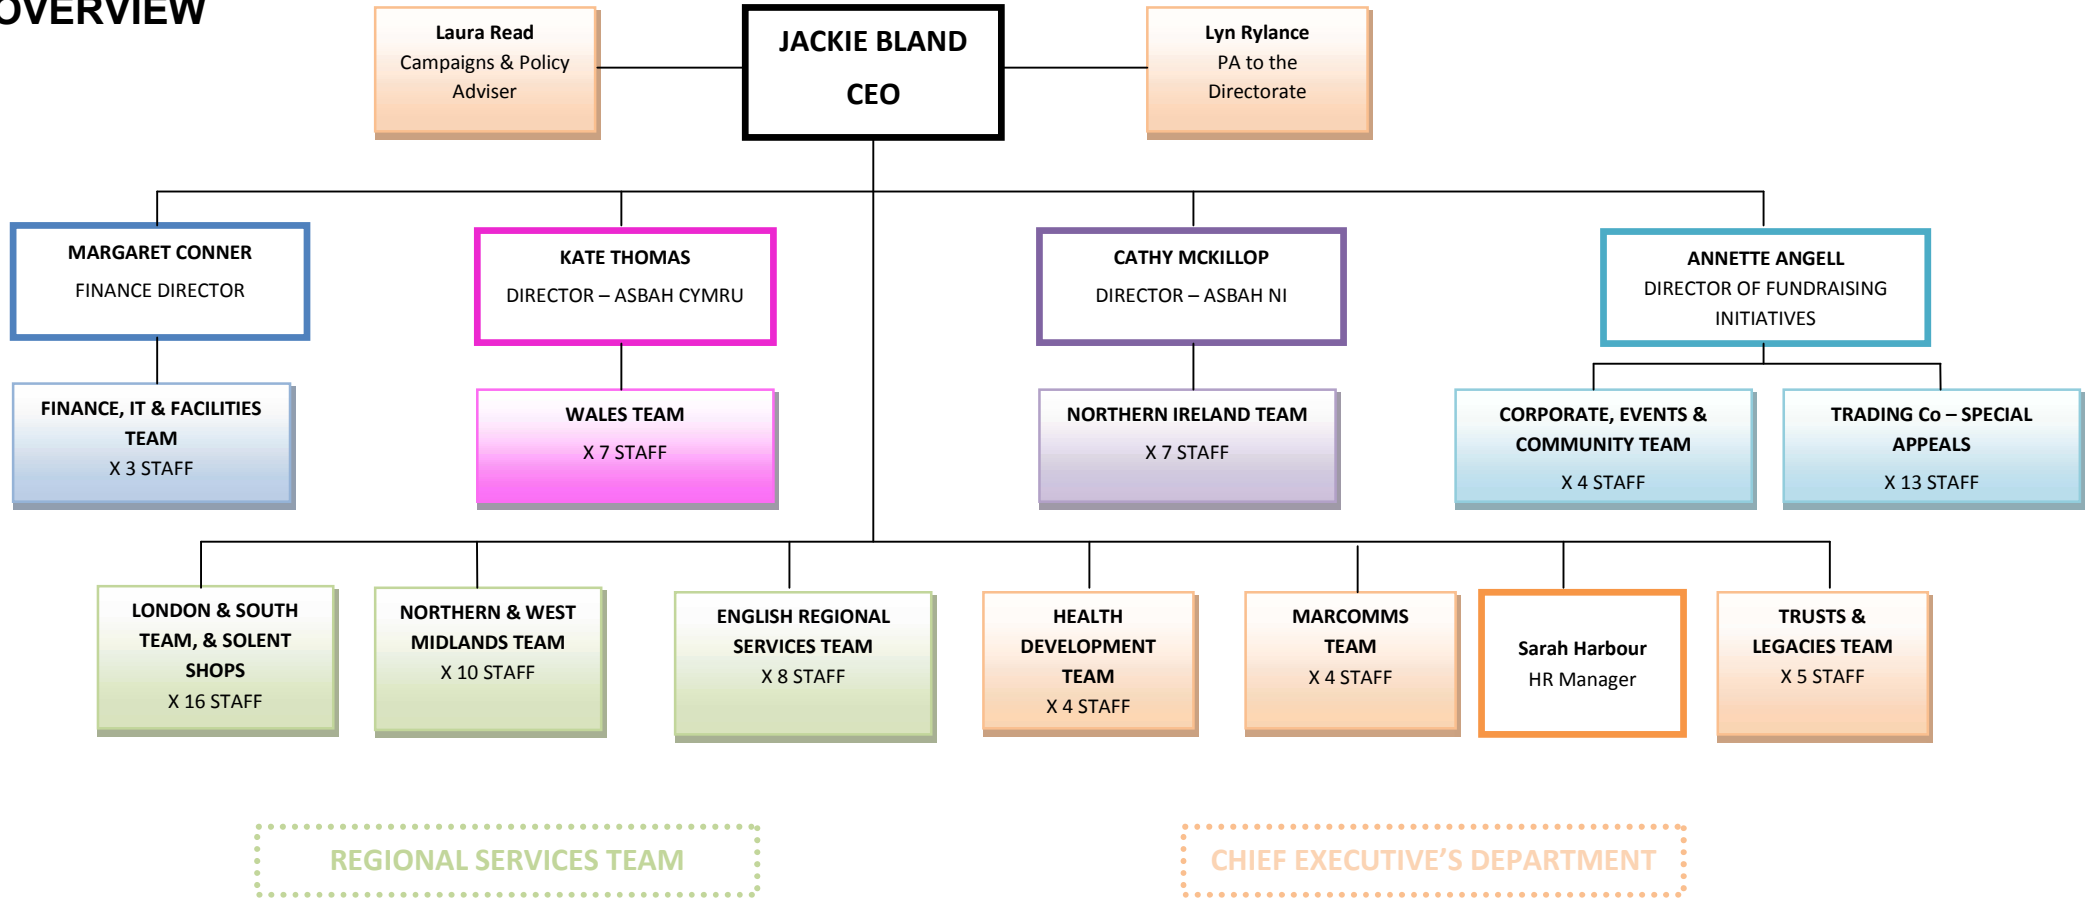 OVERVIEW
Laura Read
Campaigns & Policy
Adviser
JACKIE BLAND
CEO
Lyn Rylance
PA to the
Directorate
MARGARET CONNER
FINANCE DIRECTOR
KATE THOMAS
DIRECTOR – ASBAH CYMRU
CATHY MCKILLOP
DIRECTOR – ASBAH NI
ANNETTE ANGELL
DIRECTOR OF FUNDRAISING
INITIATIVES
FINANCE, IT & FACILITIES
TEAM
X 3 STAFF
WALES TEAM
X 7 STAFF
NORTHERN IRELAND TEAM
X 7 STAFF
CORPORATE, EVENTS &
COMMUNITY TEAM
X 4 STAFF
TRADING Co – SPECIAL
APPEALS
X 13 STAFF
LONDON & SOUTH
TEAM, & SOLENT
SHOPS
X 16 STAFF
NORTHERN & WEST
MIDLANDS TEAM
X 10 STAFF
ENGLISH REGIONAL
SERVICES TEAM
X 8 STAFF
HEALTH
DEVELOPMENT
TEAM
X 4 STAFF
MARCOMMS
TEAM
X 4 STAFF
Sarah Harbour
HR Manager
TRUSTS &
LEGACIES TEAM
X 5 STAFF
REGIONAL SERVICES TEAM
CHIEF EXECUTIVE’S DEPARTMENT